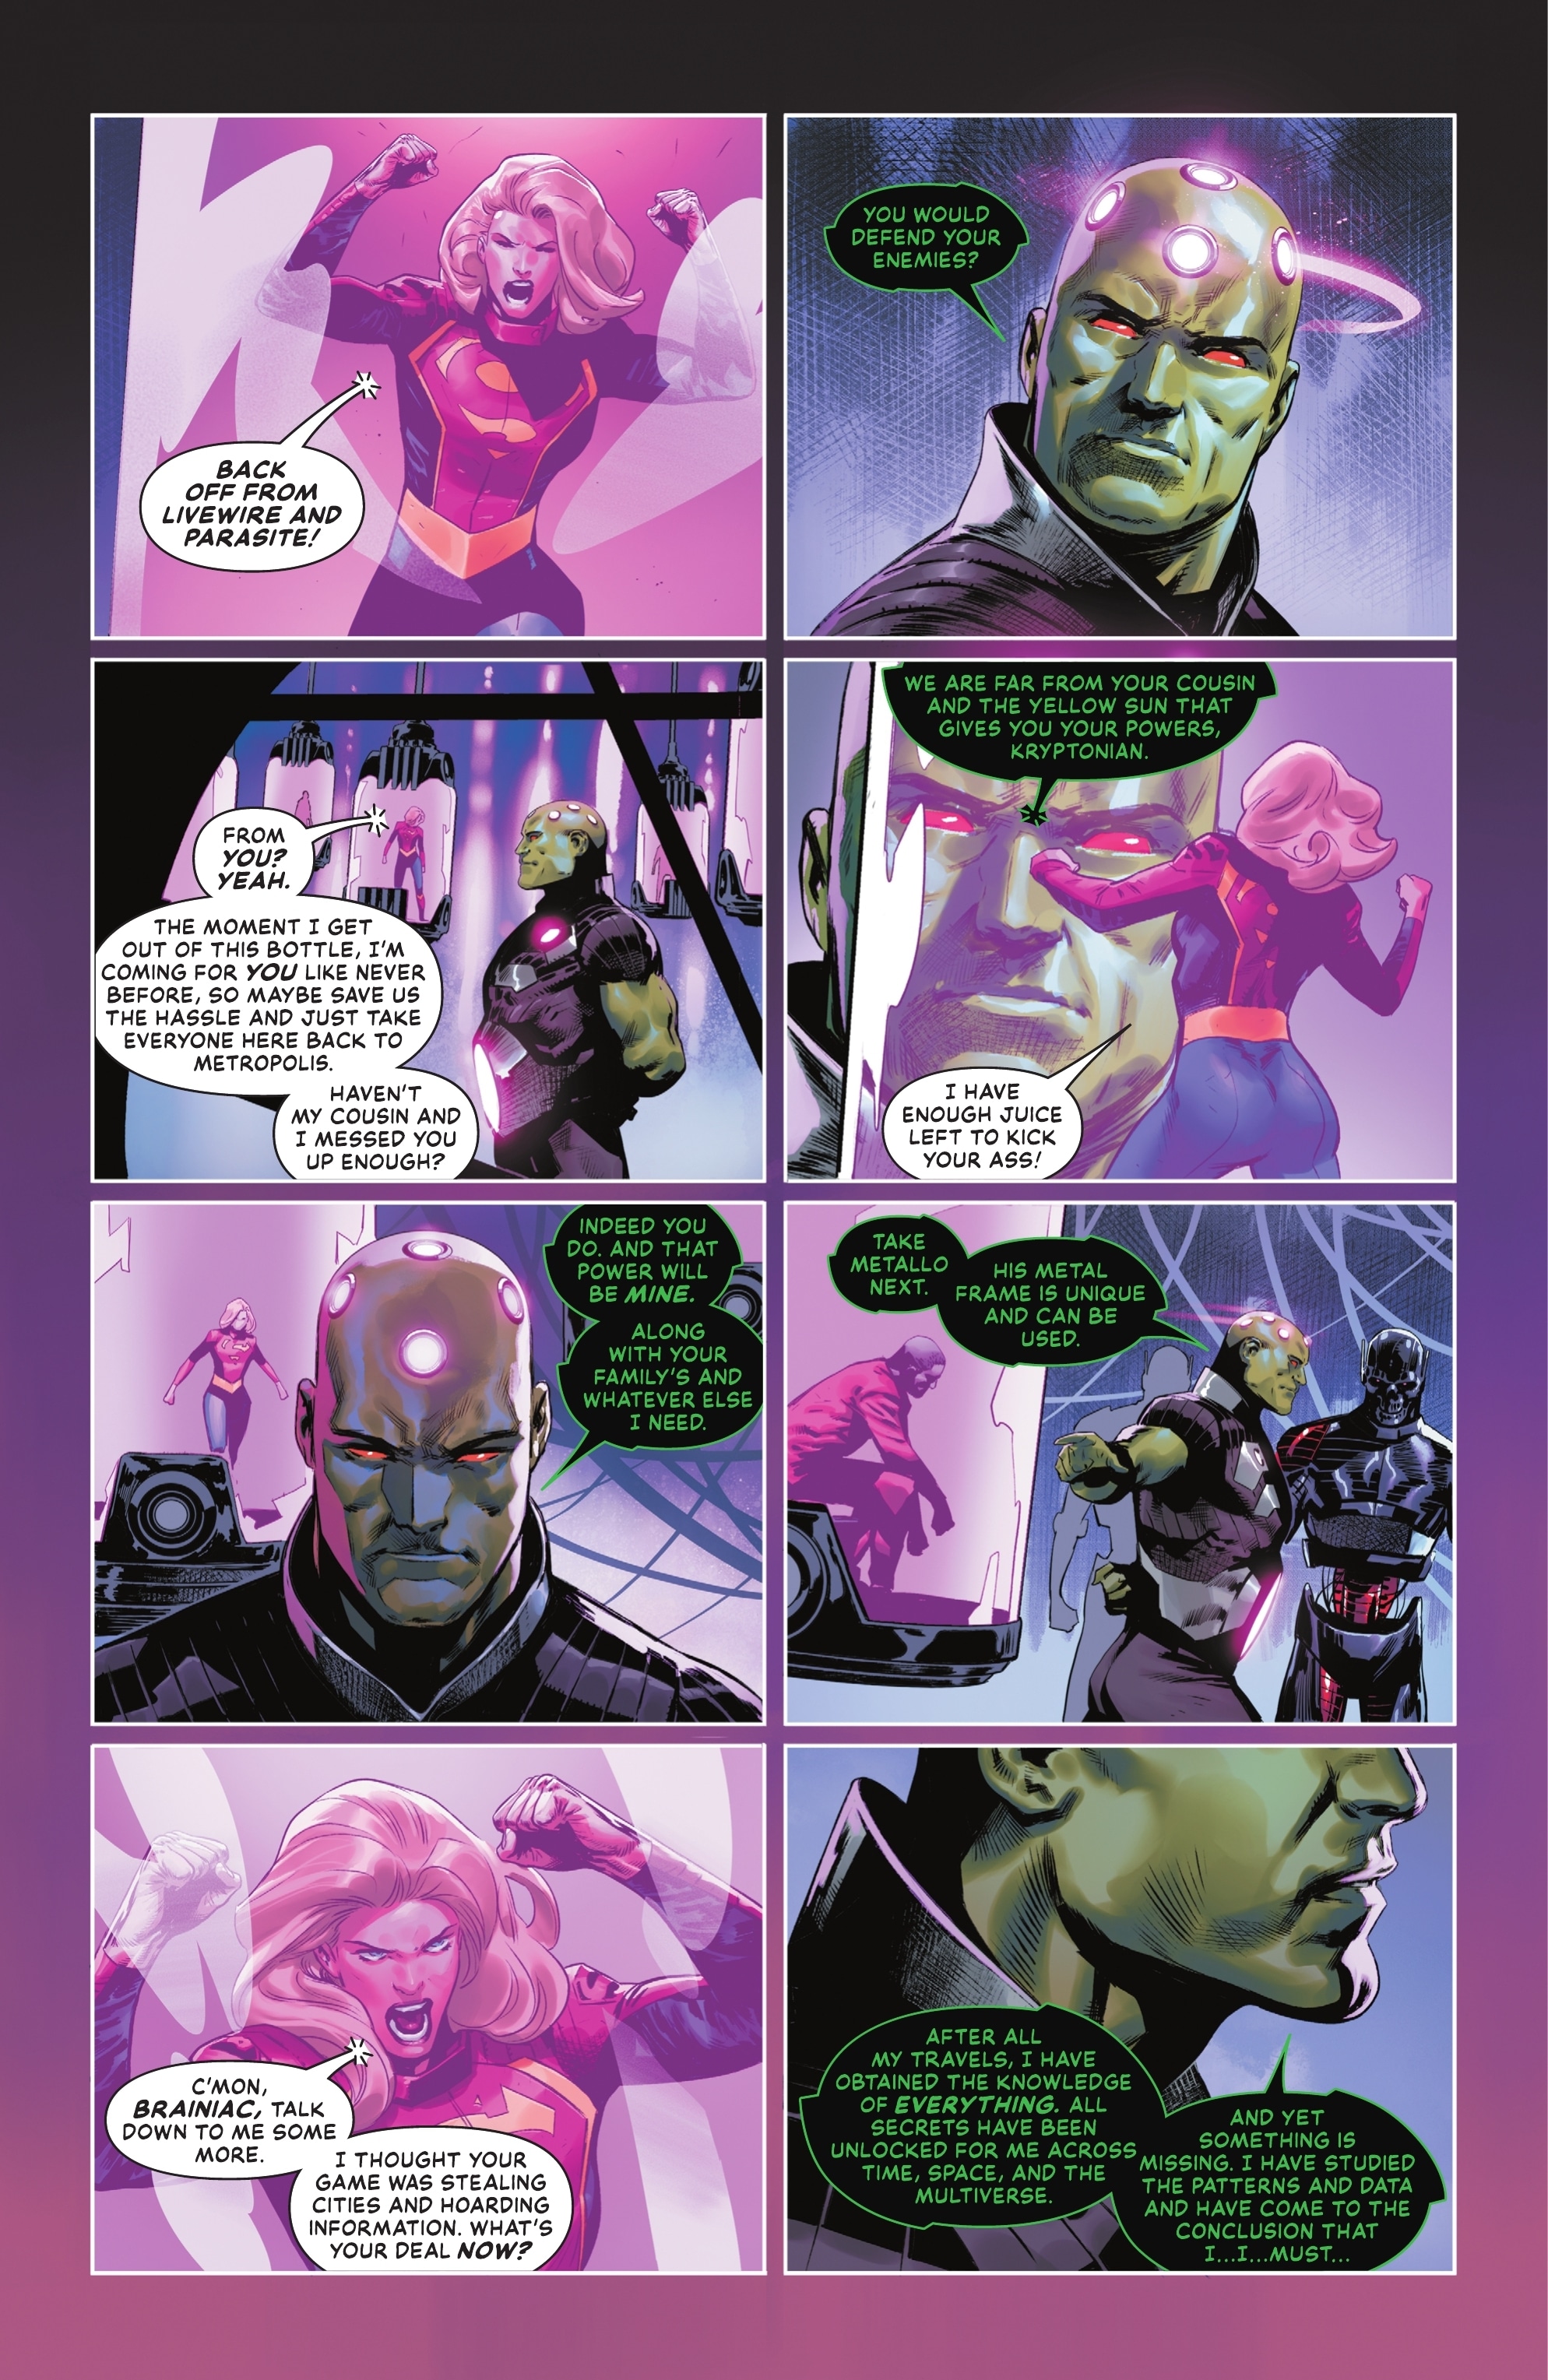 BACK
OFF FROM
LIVEWIRE AND
PARASITE!
YOU WOULD
DEFEND YOUR
ENEMIES?
FROM
YOU?
YEAH.
THE MOMENT I GET
OUT OF THIS BOTTLE, I'M
COMING FOR YOU LIKE NEVER
BEFORE, SO MAYBE SAVE US
THE HASSLE AND JUST TAKE
EVERYONE HERE BACK TO
METROPOLIS.
HAVEN'T
MY COUSIN AND
I MESSED YOU
UP ENOUGH?
WE ARE FAR FROM YOUR COUSIN
AND THE YELLOW SUN THAT
GIVES YOU YOUR POWERS,
KRYPTONIAN.
I HAVE
ENOUGH JUICE
LEFT TO KICK
YOUR ASS!
INDEED YOU
DO. AND THAT
POWER WILL
BE MINE.
ALONG
WITH YOUR
FAMILY'S AND
WHATEVER ELSE
I NEED.
TAKE
METALLO
NEXT.
HIS METAL
FRAME IS UNIQUE
AND CAN BE
USED.
C'MON,
BRAINIAC, TALK
DOWN TO ME SOME
MORE.
I THOUGHT YOUR
GAME WAS STEALING
CITIES AND HOARDING
INFORMATION. WHAT'S
YOUR DEAL NOW?
AFTER ALL
MY TRAVELS, I HAVE
OBTAINED THE KNOWLEDGE
OF EVERYTHING. ALL
SECRETS HAVE BEEN
UNLOCKED FOR ME ACROSS
TIME, SPACE, AND THE
MULTIVERSE.
AND YET
SOMETHING IS
MISSING. I HAVE STUDIED
THE PATTERNS AND DATA
AND HAVE COME TO THE
CONCLUSION THAT
I...I...MUST...